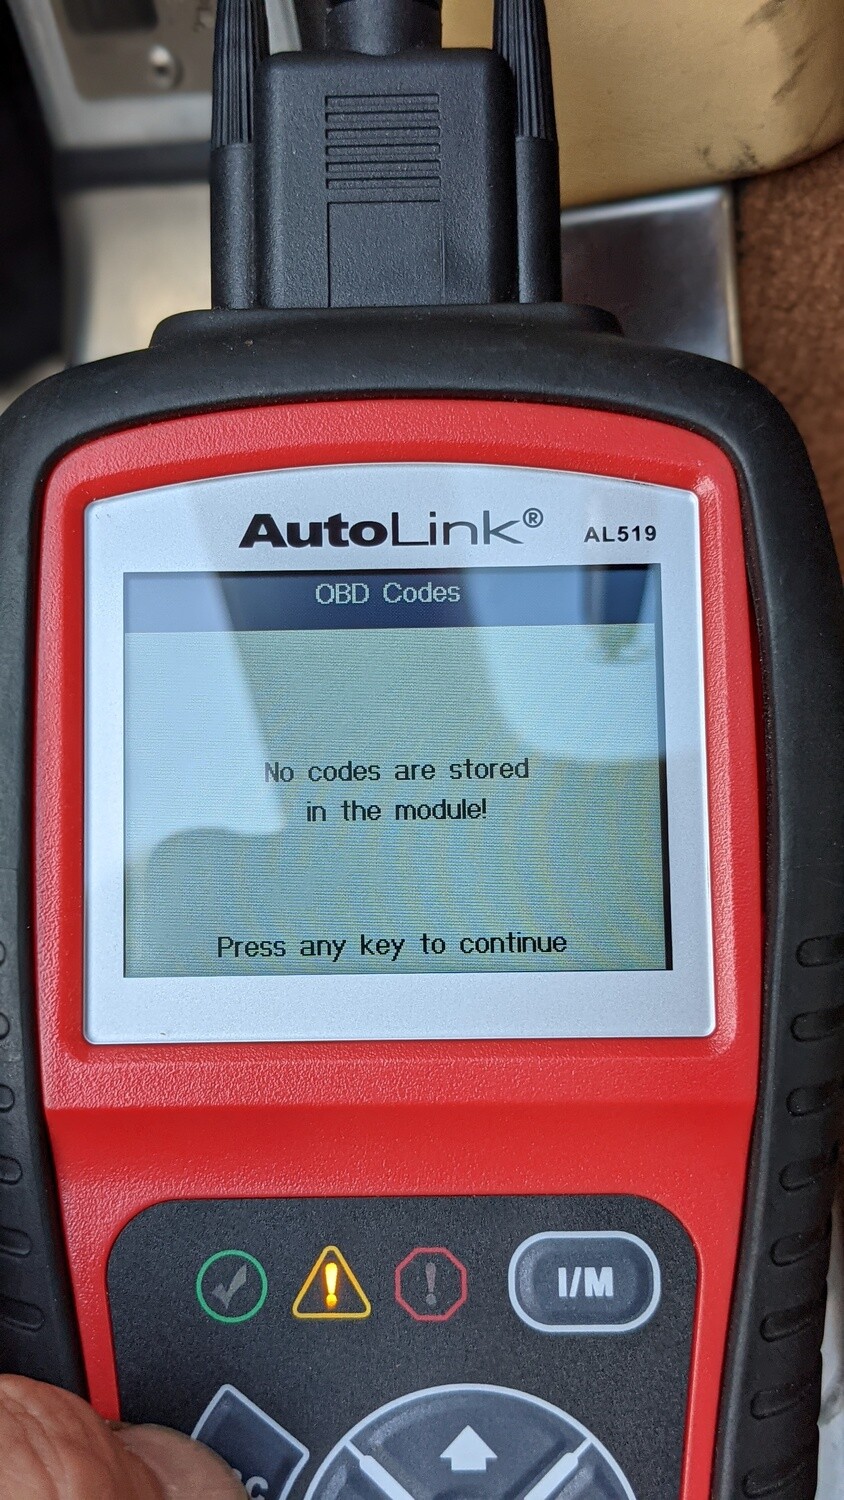 AutoLink®
AL519
OBD Codes
No codes are stored
in the module!
Press any key to continue
I/M